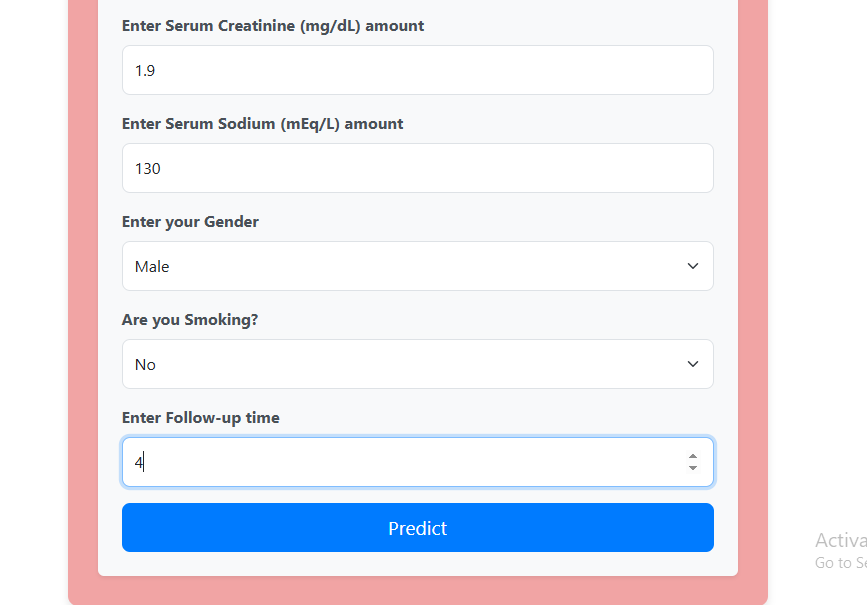 Enter Serum Creatinine (mg/dL) amount
1.9
Enter Serum Sodium (mEq/L) amount
130
Enter your Gender
Male
Are you Smoking?
No
Enter Follow-up time
4
Predict
Activa
Go to Se